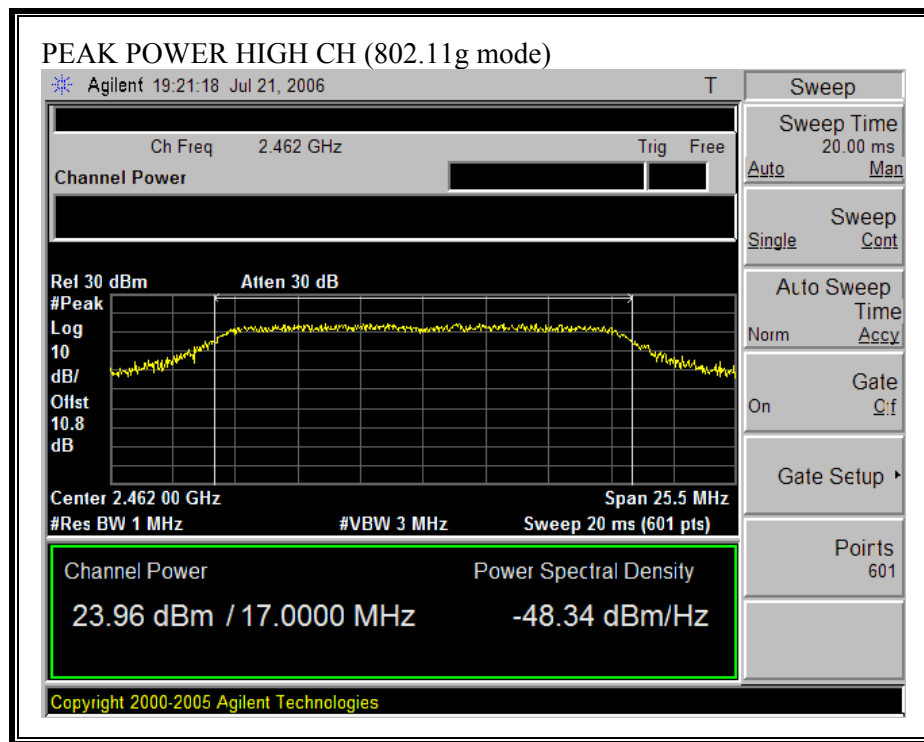 PEAK POWER HIGH CH (802.11g mode)
Agilent 19:21:18 Jul 21, 2006 T
Ch Freq 2.462 GHz Trig Free
Channel Power
Ref 30 dBm Atten 30 dB
#Peak
Log
10
dB/
Offst
10.8
dB
Center 2.462 00 GHz Span 25.5 MHz
#Res BW 1 MHz #VBW 3 MHz Sweep 20 ms (601 pts)
Channel Power Power Spectral Density
23.96 dBm / 17.0000 MHz -48.34 dBm/Hz
Copyright 2000-2005 Agilent Technologies
Sweep
Sweep Time
20.00 ms
Auto Man
Sweep
Single Cont
Auto Sweep
Time
Norm Accy
Gate
On Off
Gate Setup
Points
601